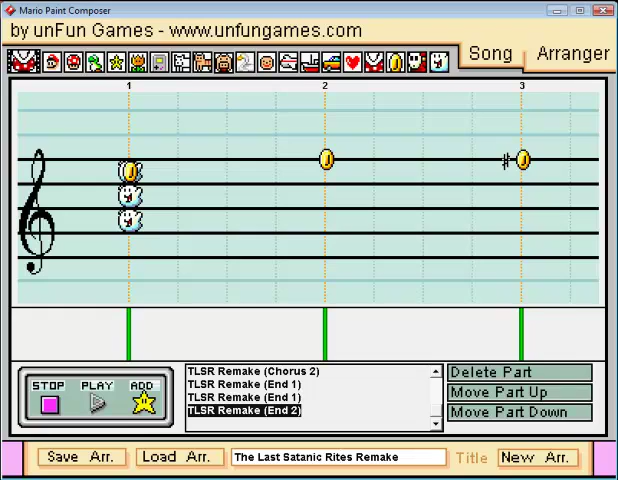 Mario Paint Composer
by unFun Games - www.unfungames.com
Song
Arranger
1 2 3
TLSR Remake (Chorus 2)
TLSR Remake (End 1)
TLSR Remake (End 1)
TLSR Remake (End 2)
STOP PLAY ADD
Delete Part
Move Part Up
Move Part Down
Save Arr.
Load Arr.
The Last Satanic Rites Remake
Title
New Arr.